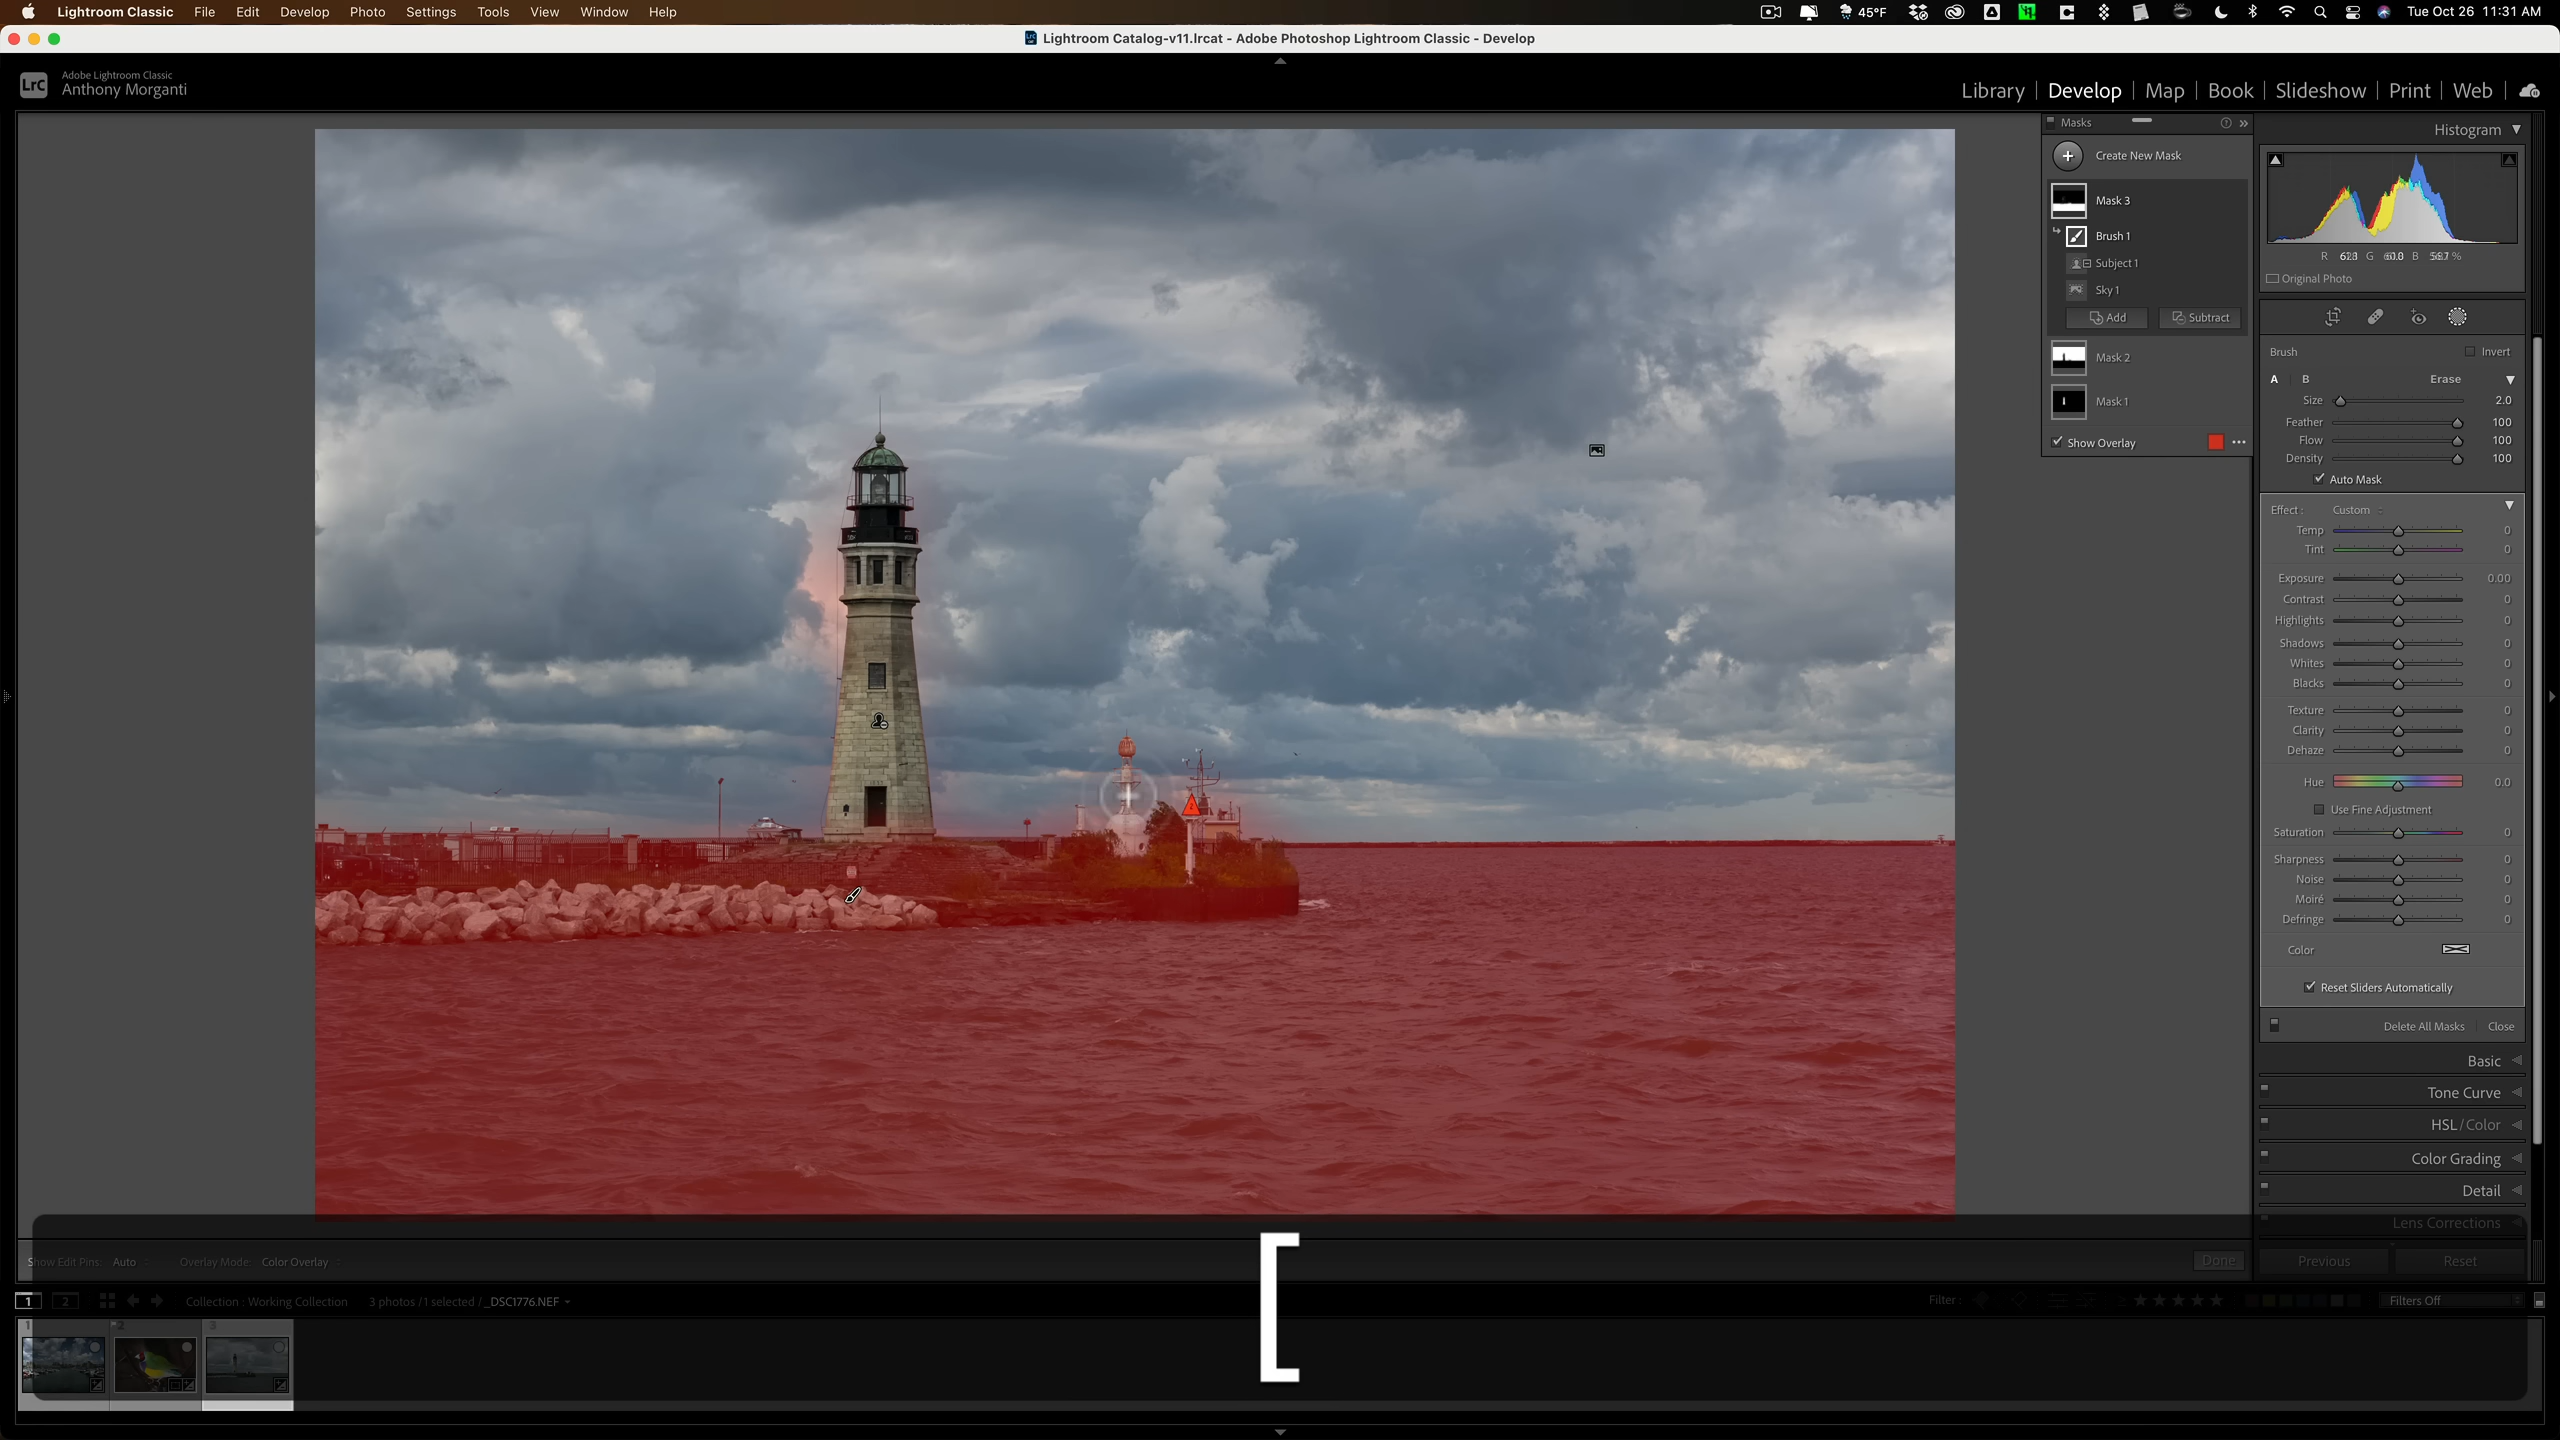 Lightroom Classic File Edit Develop Photo Settings Tools View Window Help 45°F Tue Oct 26 11:31 AM
Lightroom Catalog-v11.lrcat - Adobe Photoshop Lightroom Classic - Develop
LrC
Adobe Lightroom Classic
Anthony Morganti
Library | Develop | Map | Book | Slideshow | Print | Web
Masks
Create New Mask
Mask 3
Brush 1
Subject 1
Sky 1
Add Subtract
Mask 2
Mask 1
Show Overlay
Histogram
Original Photo
Brush Invert
A B Erase
Size 2.0
Feather 100
Flow 100
Density 100
Auto Mask
Effect : Custom
Temp 0
Tint 0
Exposure 0.00
Contrast 0
Highlights 0
Shadows 0
Whites 0
Blacks 0
Texture 0
Clarity 0
Dehaze 0
Hue 0.0
Use Fine Adjustment
Saturation 0
Sharpness 0
Noise 0
Moiré 0
Defringe 0
Color
Reset Sliders Automatically
Delete All Masks Close
Basic
Tone Curve
HSL / Color
Color Grading
Detail
Lens Corrections
Previous Reset
Show Edit Pins: Auto Overlay Mode: Color Overlay Done
[
1 2 Collection : Working Collection 3 photos / 1 selected / _DSC1776.NEF Filter : Filters Off
1 2 3